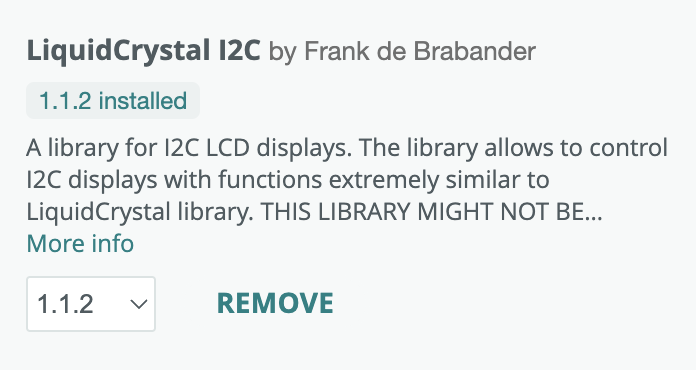 LiquidCrystal I2C by Frank de Brabander
1.1.2 installed
A library for I2C LCD displays. The library allows to control
I2C displays with functions extremely similar to
LiquidCrystal library. THIS LIBRARY MIGHT NOT BE...
More info
1.1.2 REMOVE